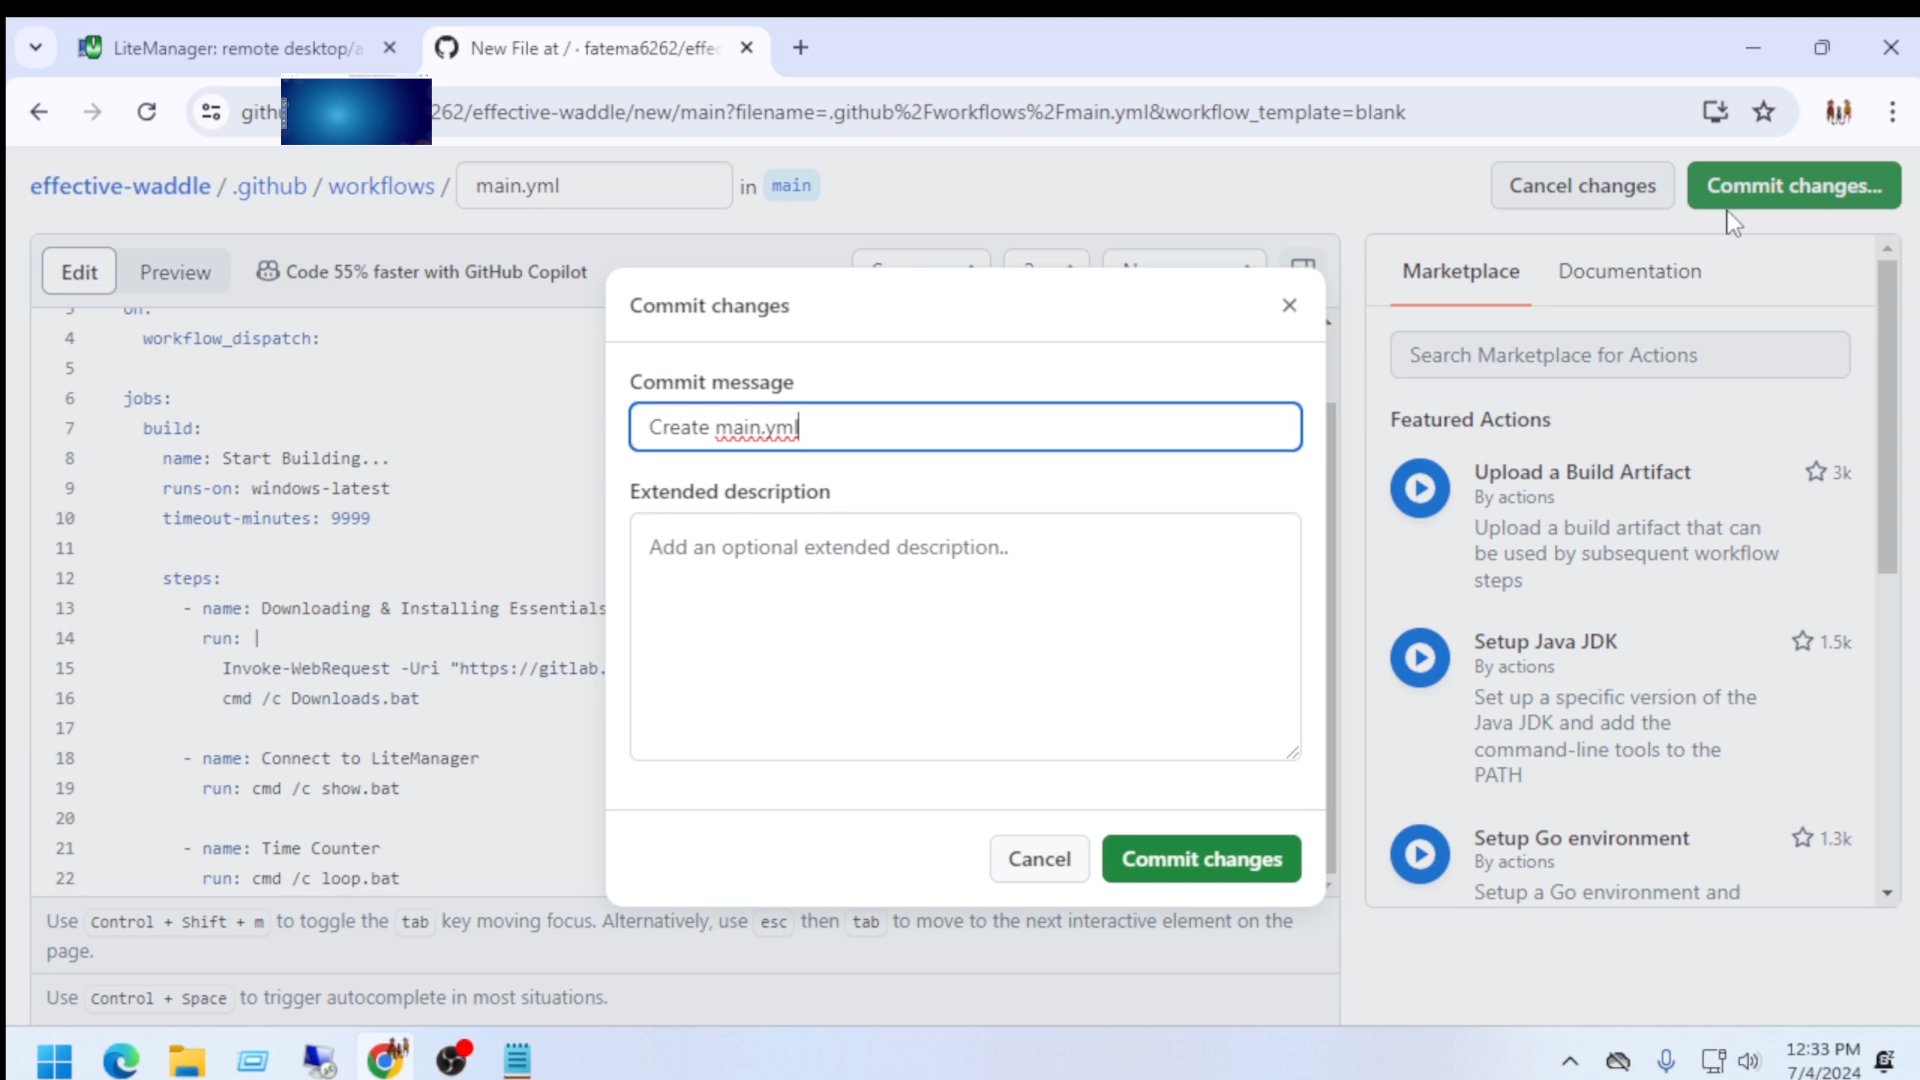 LiteManager: remote desktop/a
New File at / · fatema6262/effec
262/effective-waddle/new/main?filename=.github%2Fworkflows%2Fmain.yml&workflow_template=blank
effective-waddle / .github / workflows / main.yml in main
Cancel changes
Commit changes...
Edit
Preview
Code 55% faster with GitHub Copilot
4 workflow_dispatch:
5
6 jobs:
7 build:
8 name: Start Building...
9 runs-on: windows-latest
10 timeout-minutes: 9999
11
12 steps:
13 - name: Downloading & Installing Essentials
14 run: |
15 Invoke-WebRequest -Uri "https://gitlab.
16 cmd /c Downloads.bat
17
18 - name: Connect to LiteManager
19 run: cmd /c show.bat
20
21 - name: Time Counter
22 run: cmd /c loop.bat
Commit changes
Commit message
Create main.yml
Extended description
Add an optional extended description..
Cancel
Commit changes
Use Control + Shift + m to toggle the tab key moving focus. Alternatively, use esc then tab to move to the next interactive element on the
page.
Use Control + Space to trigger autocomplete in most situations.
Marketplace
Documentation
Search Marketplace for Actions
Featured Actions
Upload a Build Artifact
3k
By actions
Upload a build artifact that can
be used by subsequent workflow
steps
Setup Java JDK
1.5k
By actions
Set up a specific version of the
Java JDK and add the
command-line tools to the
PATH
Setup Go environment
1.3k
By actions
Setup a Go environment and
12:33 PM
7/4/2024